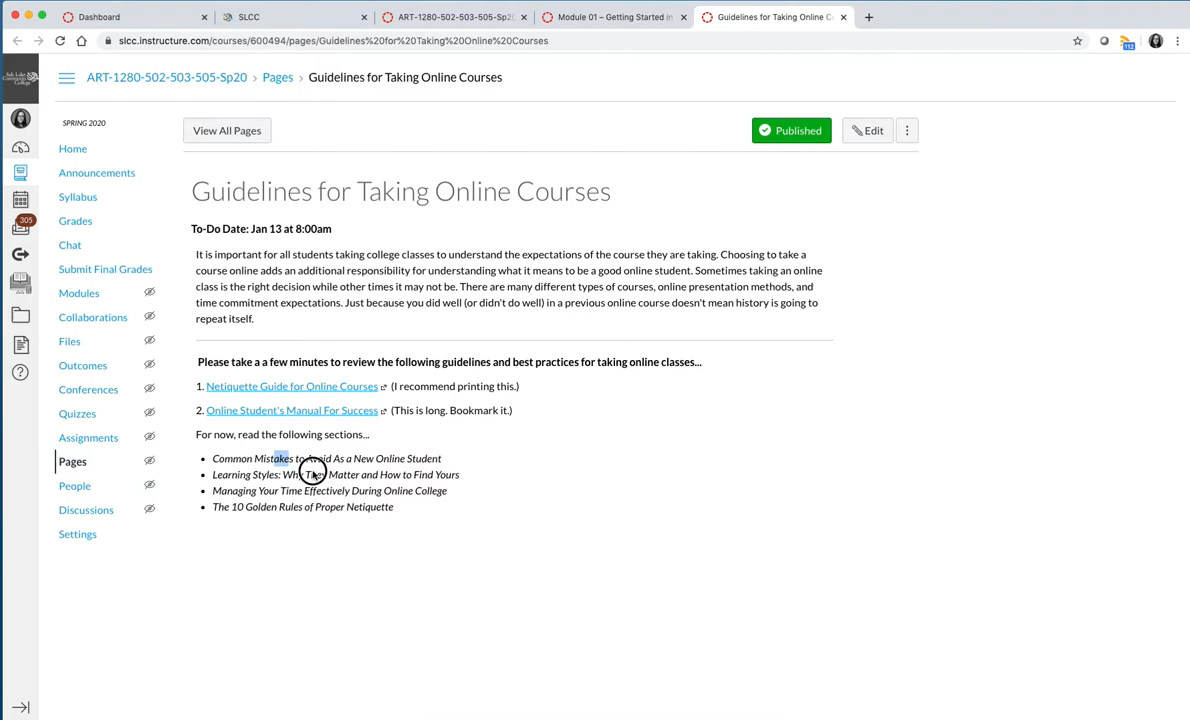 Dashboard
SLCC
ART-1280-502-503-505-Sp20
Module 01 – Getting Started in
Guidelines for Taking Online C
slcc.instructure.com/courses/600494/pages/Guidelines%20for%20Taking%20Online%20Courses
112
Salt Lake
Community
College
ART-1280-502-503-505-Sp20 › Pages › Guidelines for Taking Online Courses
SPRING 2020
View All Pages
Published
Edit
Home
Announcements
Syllabus
Grades
305
Chat
Submit Final Grades
Modules
Collaborations
Files
Outcomes
Conferences
Quizzes
Assignments
Pages
People
Discussions
Settings
Guidelines for Taking Online Courses
To-Do Date: Jan 13 at 8:00am
It is important for all students taking college classes to understand the expectations of the course they are taking. Choosing to take a
course online adds an additional responsibility for understanding what it means to be a good online student. Sometimes taking an online
class is the right decision while other times it may not be. There are many different types of courses, online presentation methods, and
time commitment expectations. Just because you did well (or didn't do well) in a previous online course doesn't mean history is going to
repeat itself.
Please take a a few minutes to review the following guidelines and best practices for taking online classes...
1. Netiquette Guide for Online Courses (I recommend printing this.)
2. Online Student's Manual For Success (This is long. Bookmark it.)
For now, read the following sections...
• Common Mistakes to Avoid As a New Online Student
• Learning Styles: Why They Matter and How to Find Yours
• Managing Your Time Effectively During Online College
• The 10 Golden Rules of Proper Netiquette